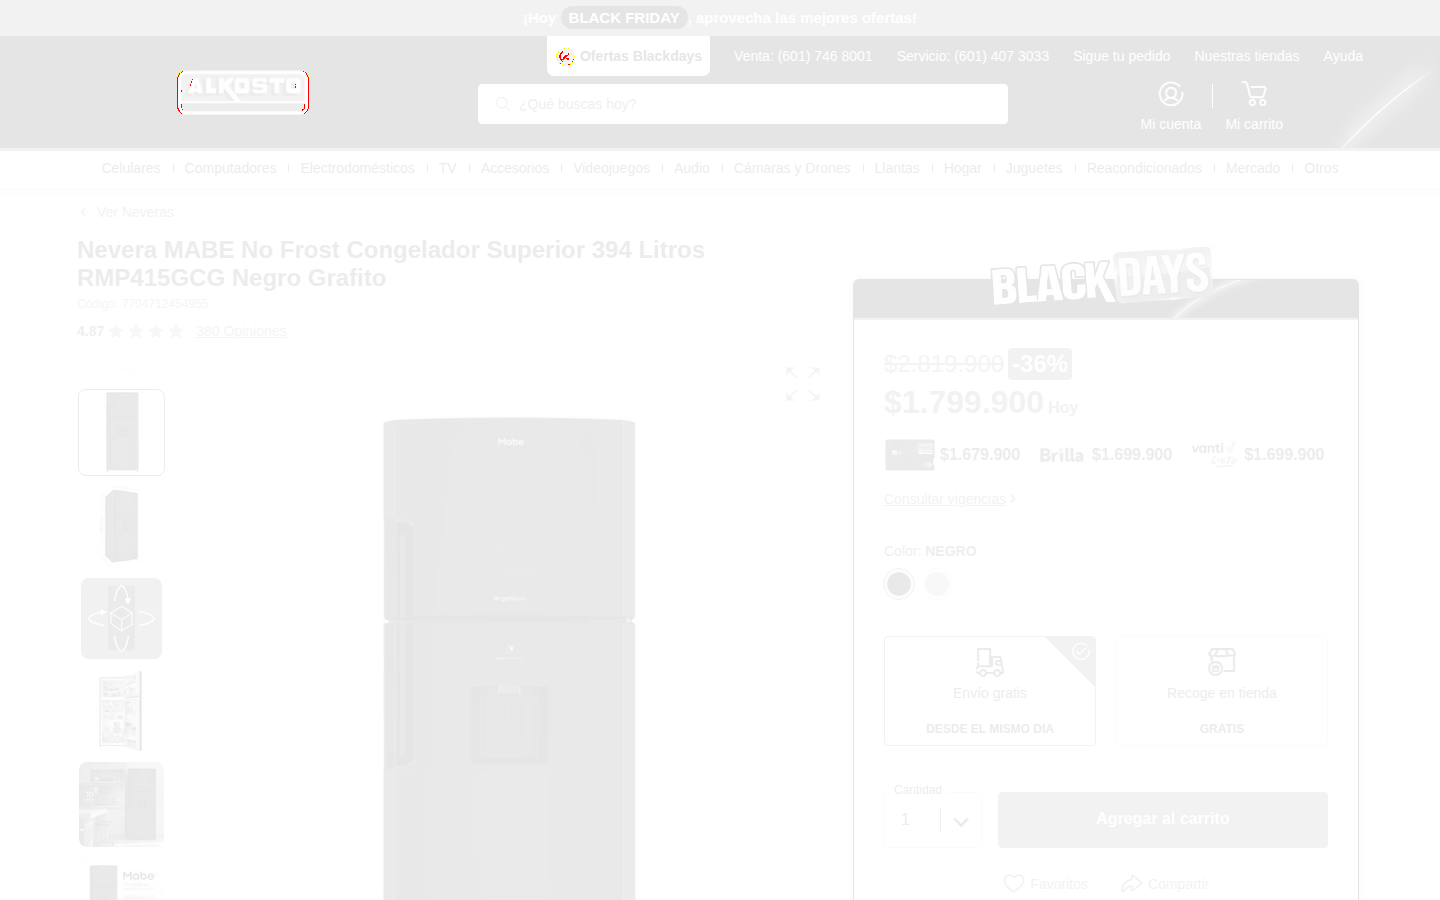 ¡Hoy BLACK FRIDAY, aprovecha las mejores ofertas!
Ofertas Blackdays
Venta: (601) 746 8001
Servicio: (601) 407 3033
Sigue tu pedido
Nuestras tiendas
Ayuda
ALKOSTO
¿Qué buscas hoy?
Mi cuenta
Mi carrito
Celulares
Computadores
Electrodomésticos
TV
Accesorios
Videojuegos
Audio
Cámaras y Drones
Llantas
Hogar
Juguetes
Reacondicionados
Mercado
Otros
Ver Neveras
Nevera MABE No Frost Congelador Superior 394 Litros
RMP415GCG Negro Grafito
Código: 7704712454955
4.87
380 Opiniones
Mabe
Mabe
BLACK DAYS
$2.819.900 -36%
$1.799.900 Hoy
$1.679.900
Brilla $1.699.900
vanti Listo $1.699.900
Consultar vigencias
Color: NEGRO
Envío gratis
DESDE EL MISMO DIA
Recoge en tienda
GRATIS
Cantidad
1
Agregar al carrito
Favoritos
Compartir